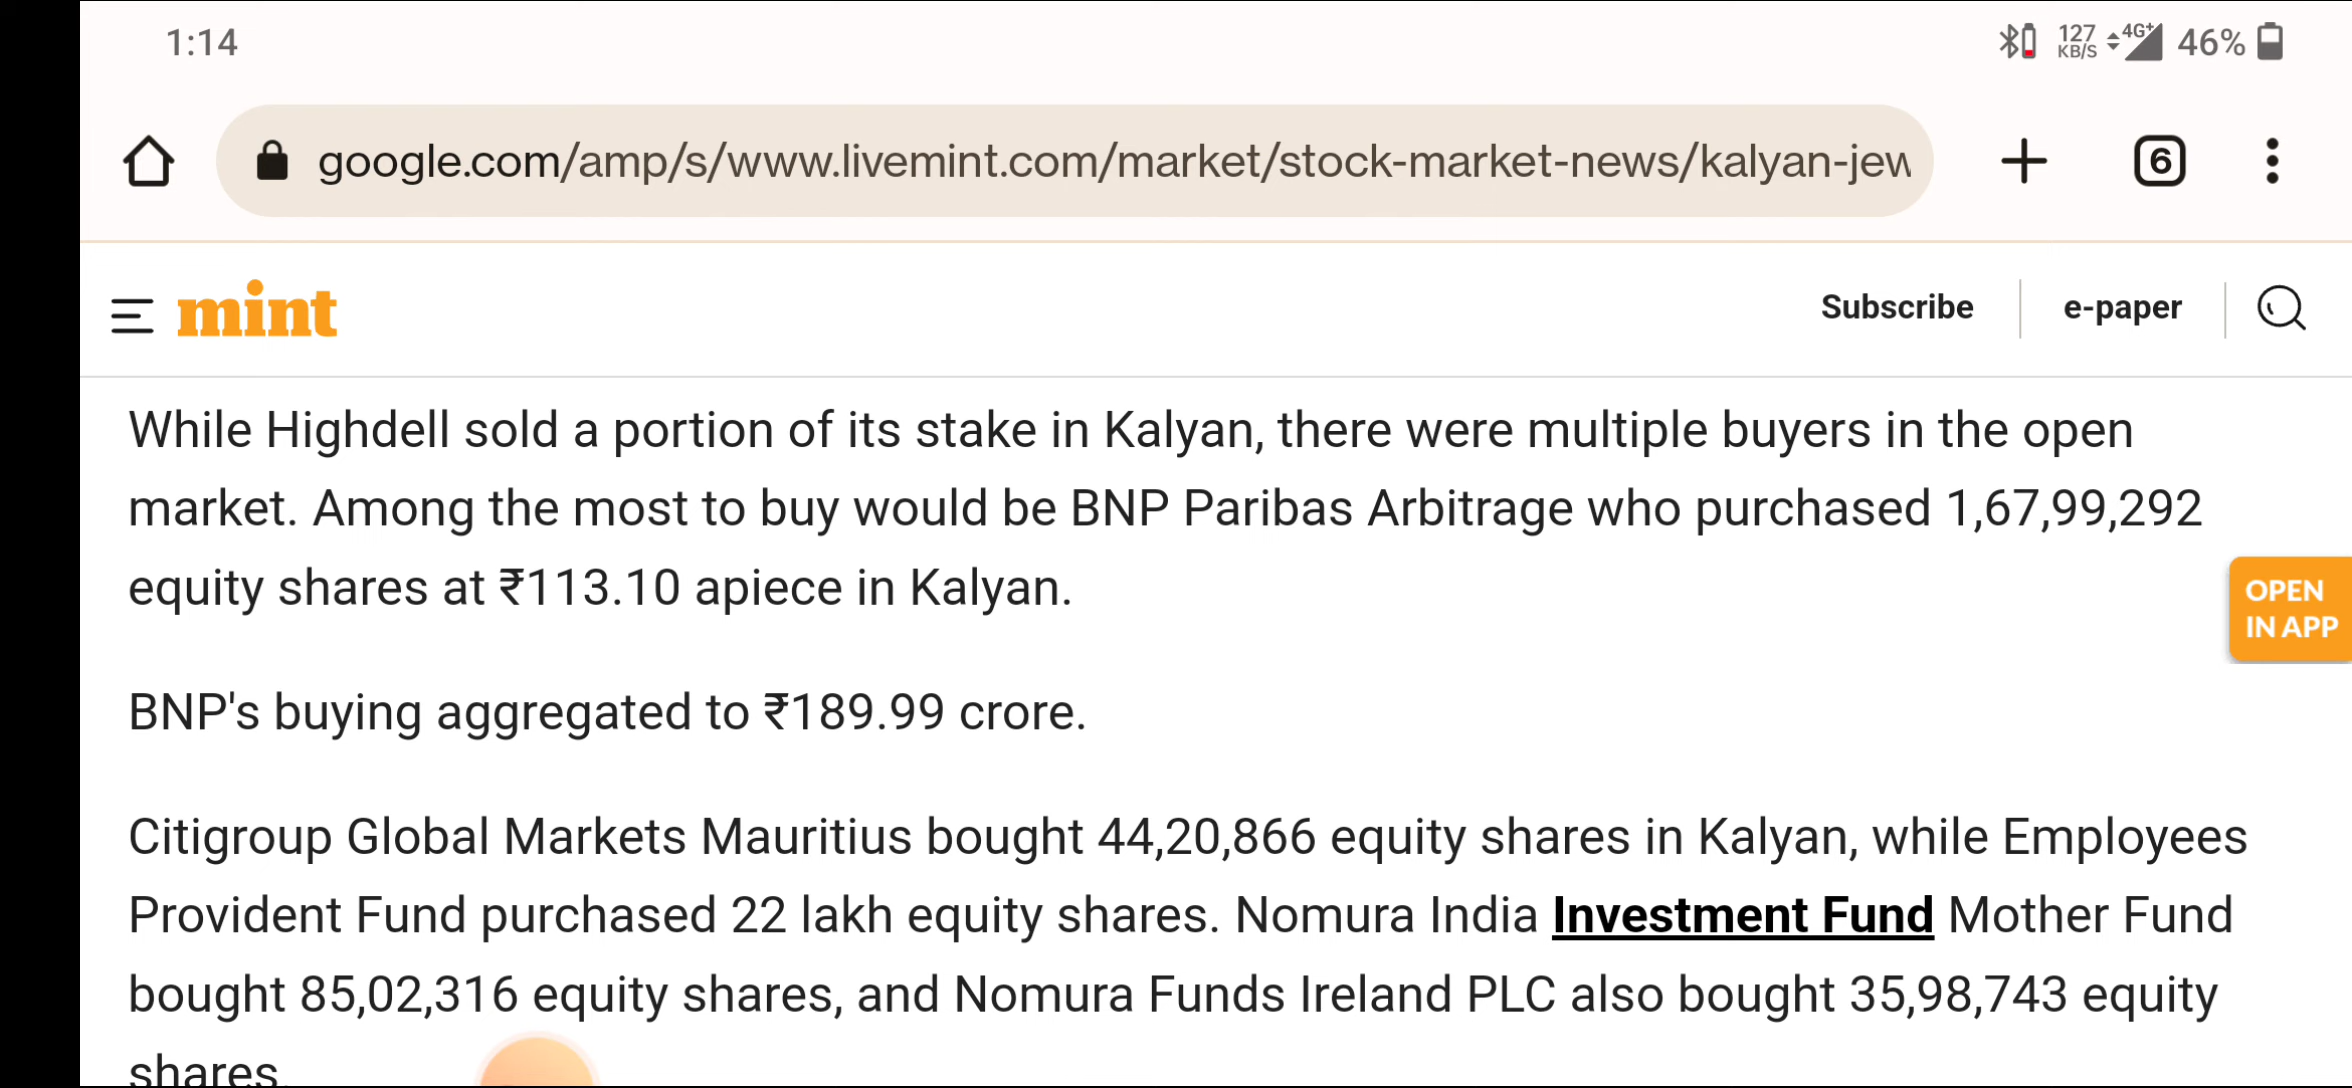 1:14
127 KB/S 4G+ 46%
google.com/amp/s/www.livemint.com/market/stock-market-news/kalyan-jew
6
mint
Subscribe
e-paper
While Highdell sold a portion of its stake in Kalyan, there were multiple buyers in the open
market. Among the most to buy would be BNP Paribas Arbitrage who purchased 1,67,99,292
equity shares at ₹113.10 apiece in Kalyan.
OPEN
IN APP
BNP's buying aggregated to ₹189.99 crore.
Citigroup Global Markets Mauritius bought 44,20,866 equity shares in Kalyan, while Employees
Provident Fund purchased 22 lakh equity shares. Nomura India Investment Fund Mother Fund
bought 85,02,316 equity shares, and Nomura Funds Ireland PLC also bought 35,98,743 equity
shares.